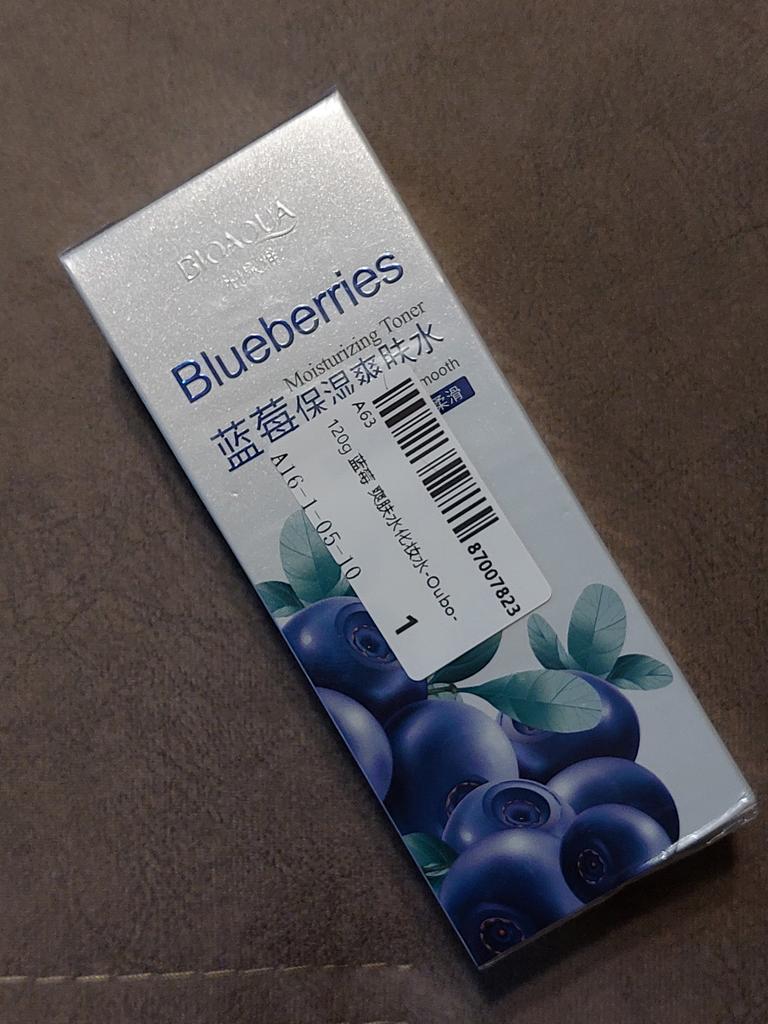 BIOAQUA
泊泉雅
Blueberries
Moisturizing Toner
蓝莓保湿爽肤水
mooth
柔滑
A63
87007823
120g 蓝莓 爽肤水化妆水-Oubo-
A16-1-05-10
1